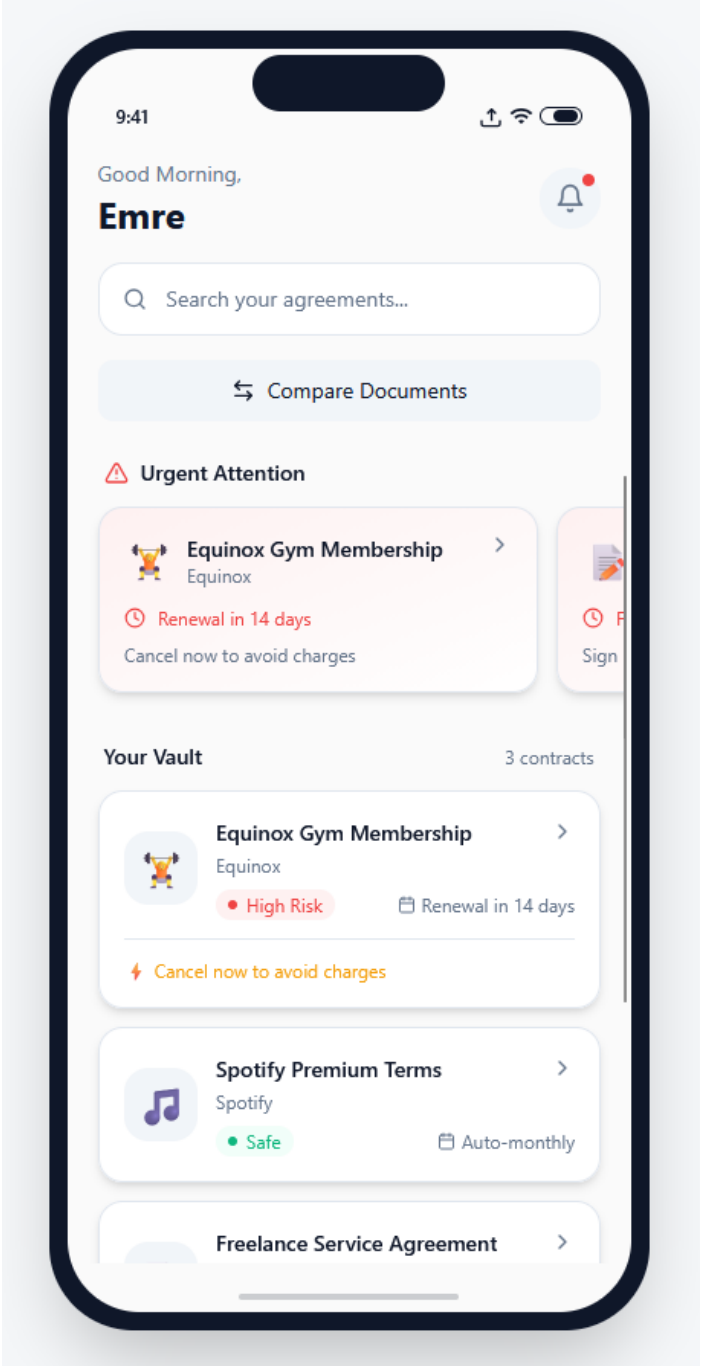 9:41
Good Morning,
Emre
Search your agreements...
Compare Documents
Urgent Attention
Equinox Gym Membership
Equinox
Renewal in 14 days
Cancel now to avoid charges
F
Sign
Your Vault
3 contracts
Equinox Gym Membership
Equinox
High Risk
Renewal in 14 days
Cancel now to avoid charges
Spotify Premium Terms
Spotify
Safe
Auto-monthly
Freelance Service Agreement